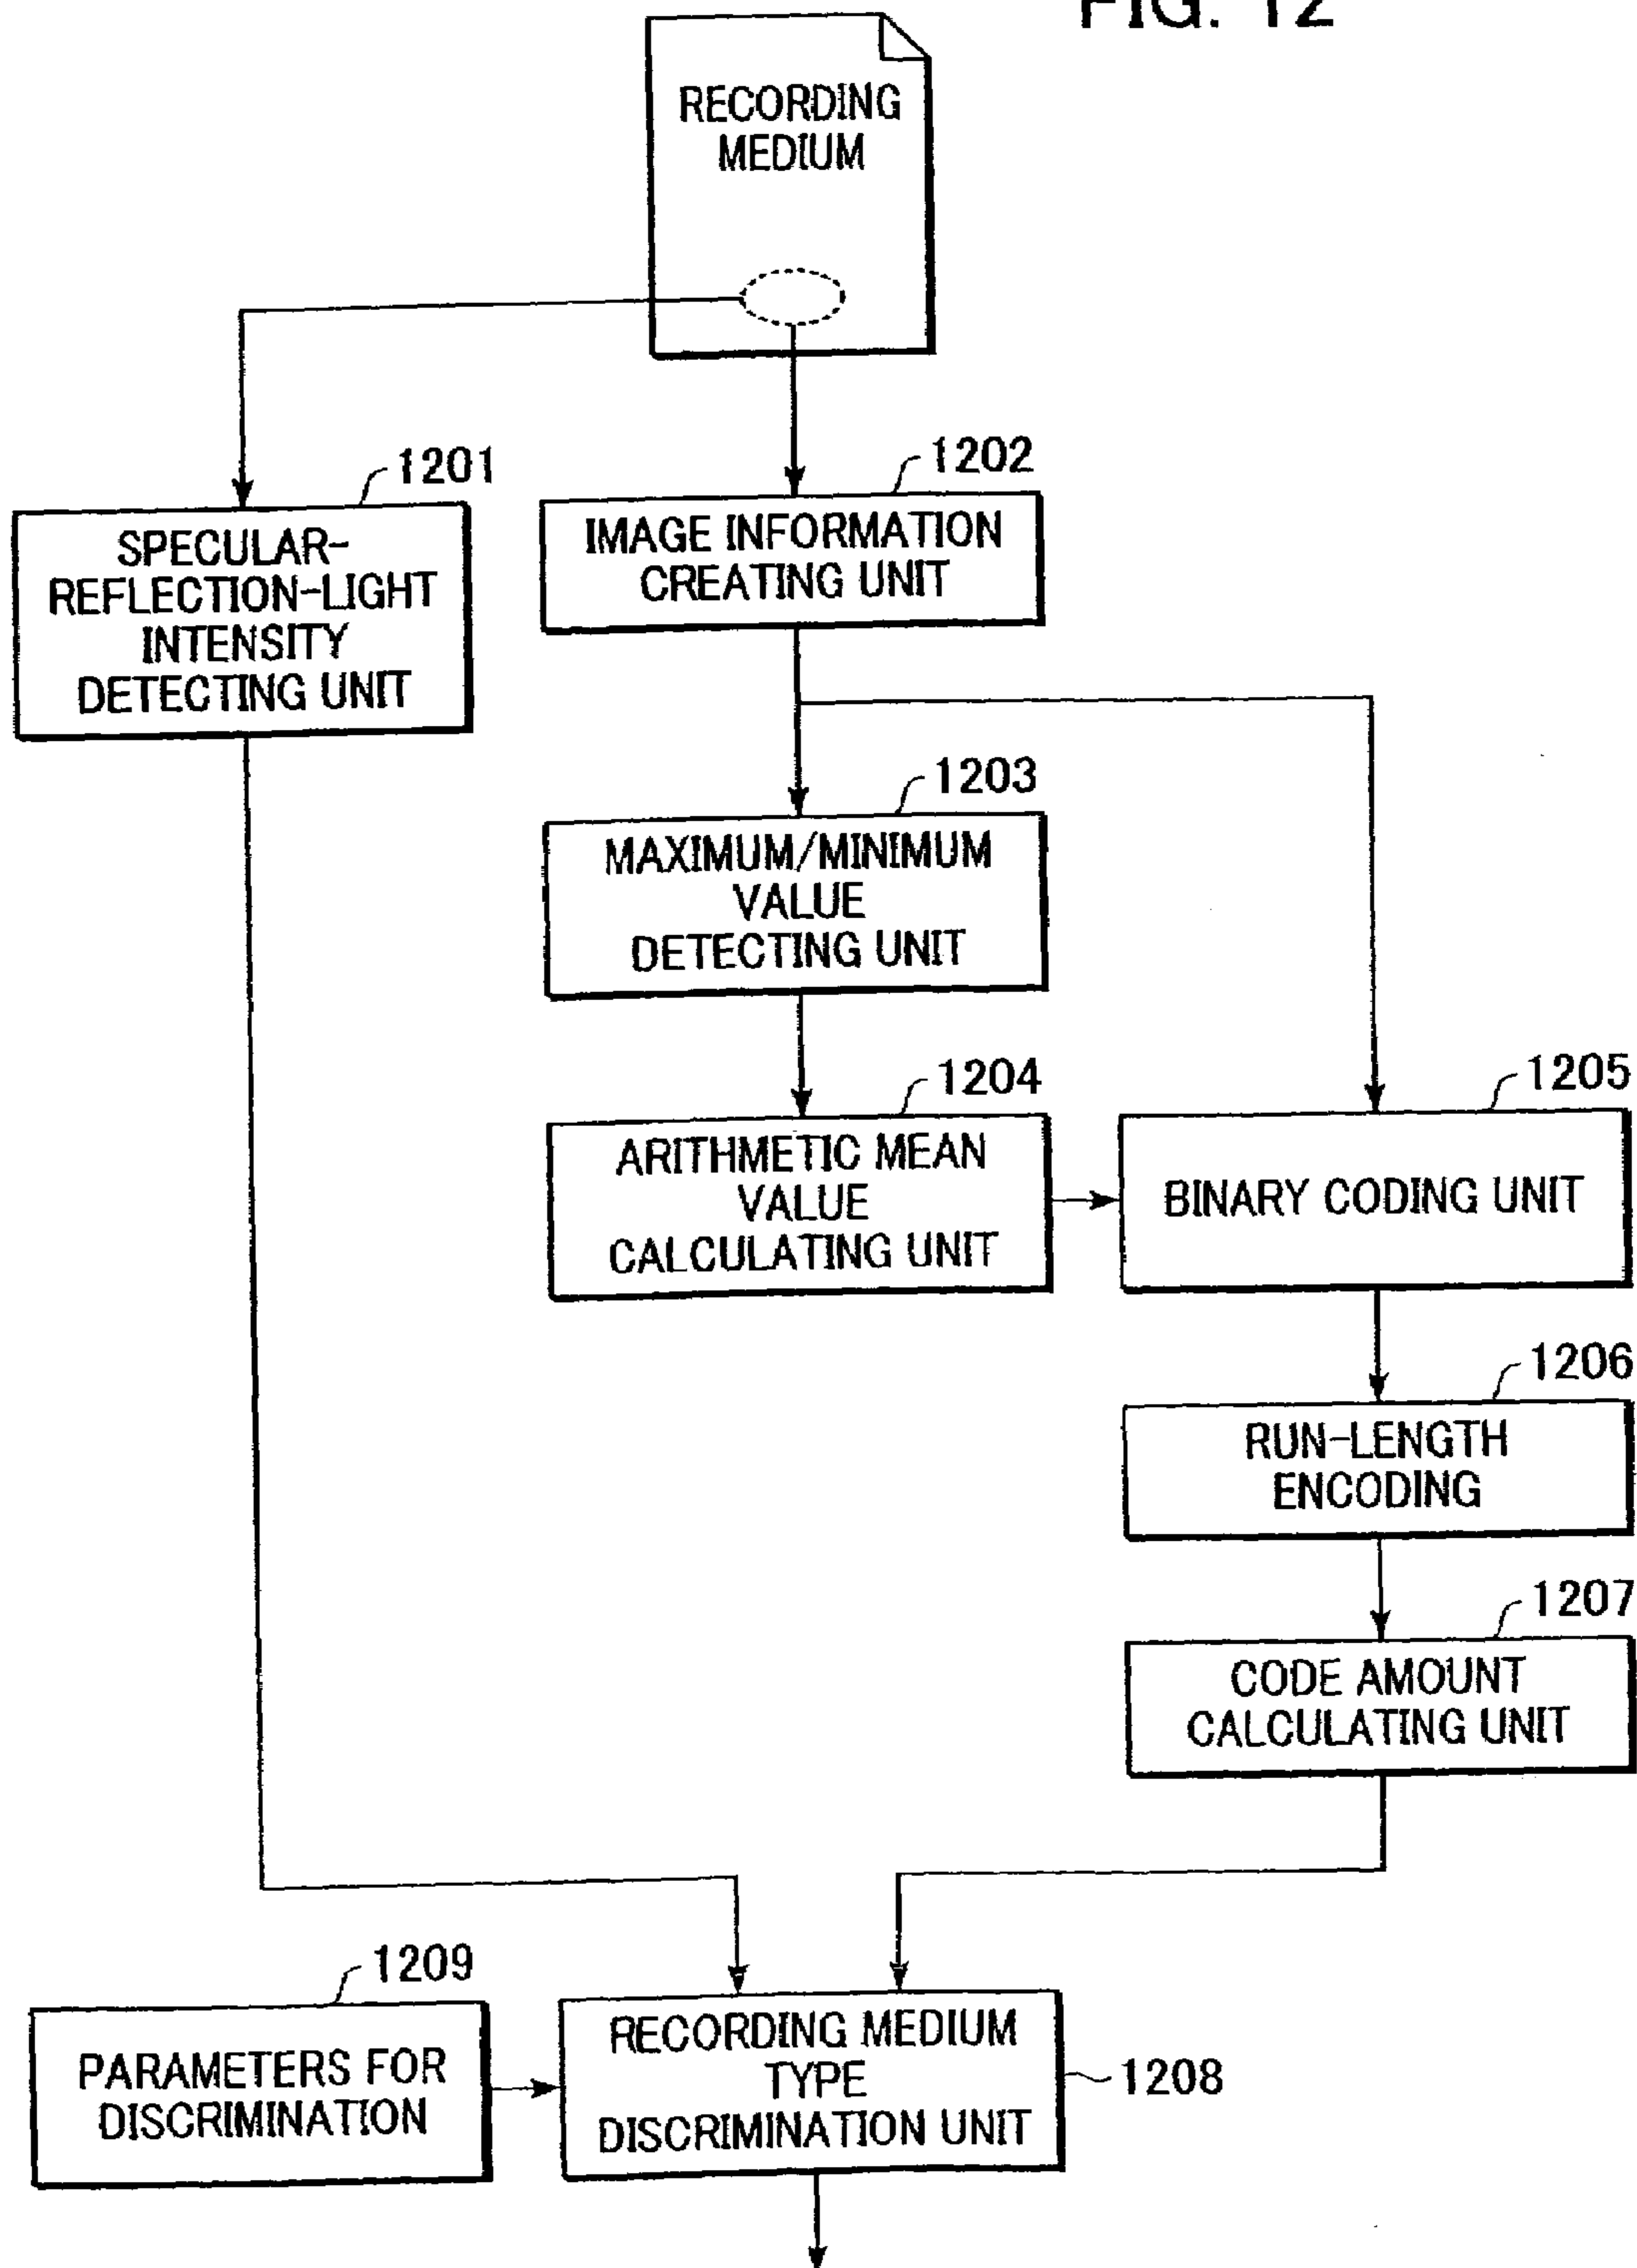 FIG. 12
RECORDING
MEDIUM
1201
SPECULAR-
REFLECTION-LIGHT
INTENSITY
DETECTING UNIT
1202
IMAGE INFORMATION
CREATING UNIT
1203
MAXIMUM/MINIMUM
VALUE
DETECTING UNIT
1204
ARITHMETIC MEAN
VALUE
CALCULATING UNIT
1205
BINARY CODING UNIT
1206
RUN-LENGTH
ENCODING
1207
CODE AMOUNT
CALCULATING UNIT
1209
PARAMETERS FOR
DISCRIMINATION
RECORDING MEDIUM
TYPE
DISCRIMINATION UNIT
1208